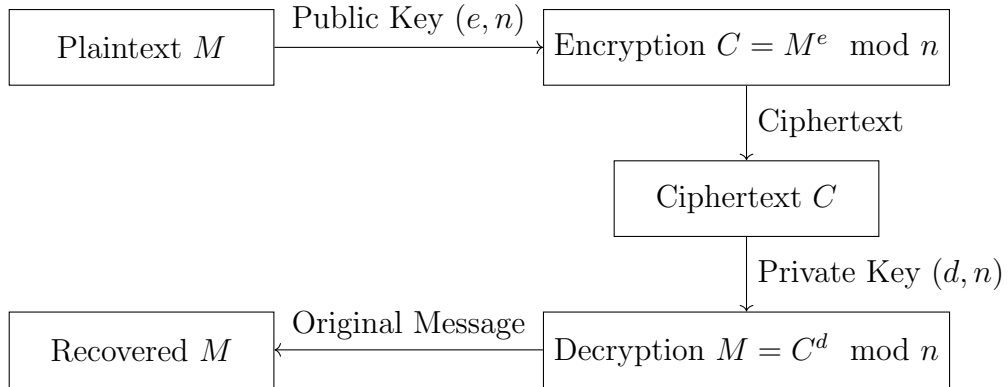 Plaintext M
Public Key (e, n)
Encryption C = M^e mod n
Ciphertext
Ciphertext C
Private Key (d, n)
Decryption M = C^d mod n
Original Message
Recovered M